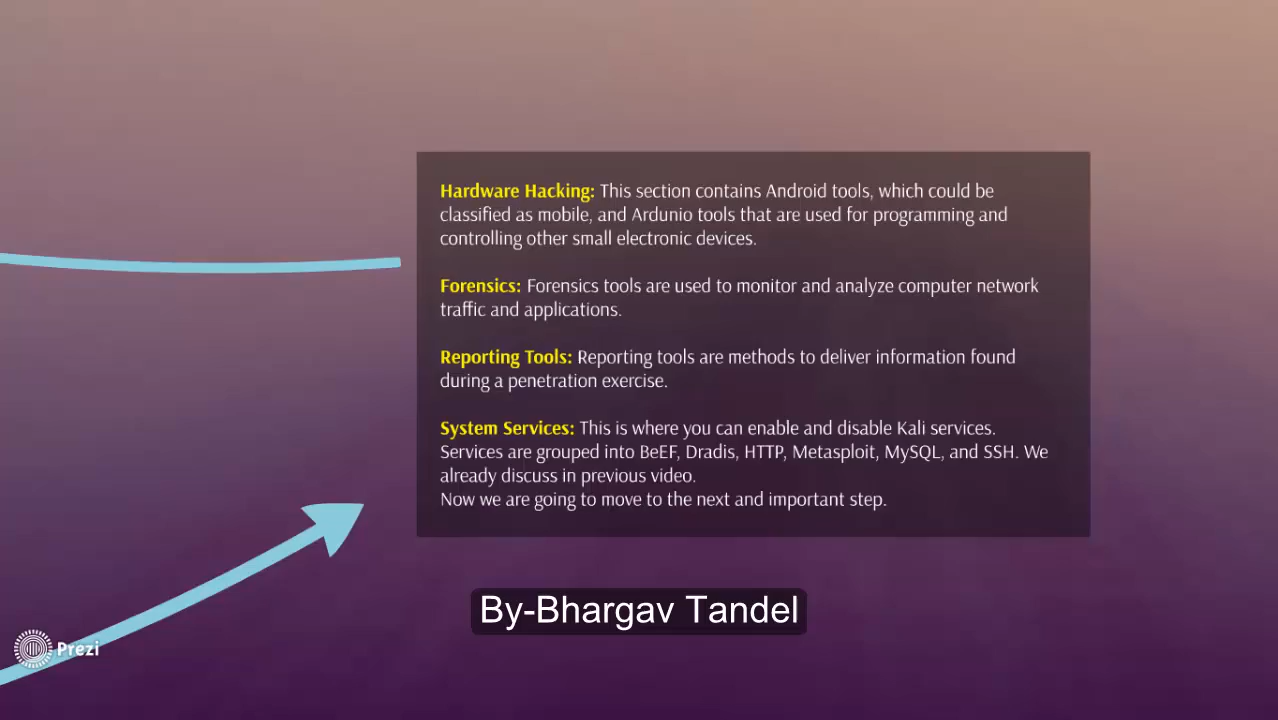 Hardware Hacking: This section contains Android tools, which could be
classified as mobile, and Ardunio tools that are used for programming and
controlling other small electronic devices.
Forensics: Forensics tools are used to monitor and analyze computer network
traffic and applications.
Reporting Tools: Reporting tools are methods to deliver information found
during a penetration exercise.
System Services: This is where you can enable and disable Kali services.
Services are grouped into BeEF, Dradis, HTTP, Metasploit, MySQL, and SSH. We
already discuss in previous video.
Now we are going to move to the next and important step.
By-Bhargav Tandel
Prezi